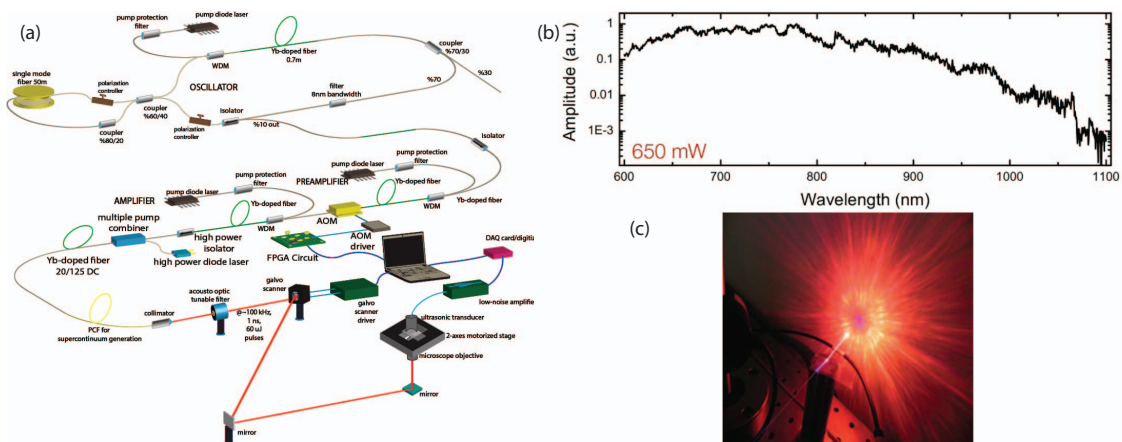 (a)
pump protection
filter
pump diode laser
WDM
Yb-doped fiber
0.7m
coupler
%70/30
%30
%70
single mode
fiber 50m
polarization
controller
OSCILLATOR
filter
8nm bandwidth
coupler
%60/40
isolator
coupler
%80/20
polarization
controller
%10 out
isolator
pump protection
filter
pump diode laser
PREAMPLIFIER
Yb-doped fiber
WDM
Yb-doped fiber
pump protection
filter
pump diode laser
AMPLIFIER
Yb-doped fiber
WDM
AOM
AOM
driver
multiple pump
combiner
high power
isolator
high power diode laser
FPGA Circuit
DAQ card/digitiz
Yb-doped fiber
20/125 DC
galvo
scanner
acousto optic
tunable filter
collimator
@~100 kHz,
1 ns,
60 uJ
pulses
galvo
scanner
driver
low-noise amplifie
ultrasonic transducer
2-axes motorized stage
microscope objective
PCF for
supercontinuum generation
mirror
mirror
(b)
Amplitude (a.u.)
1
0.1
0.01
1E-3
650 mW
600
700
800
900
1000
1100
Wavelength (nm)
(c)